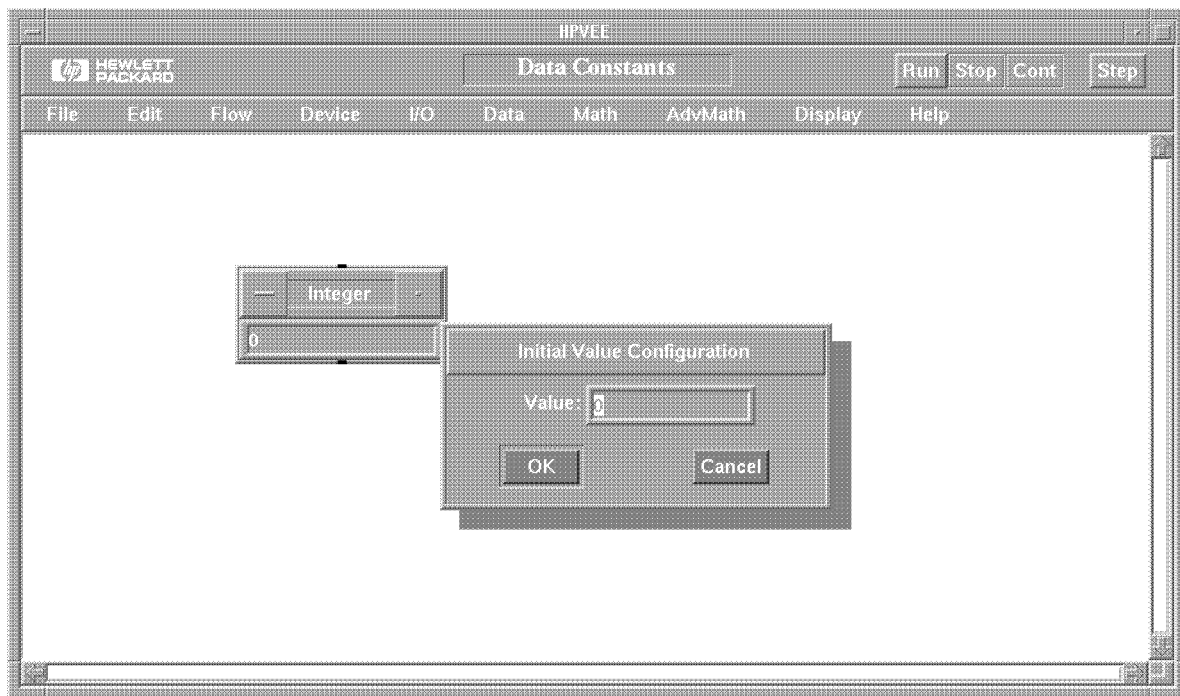 HPVEE
hp HEWLETT PACKARD Data Constants Run Stop Cont Step
File Edit Flow Device I/O Data Math AdvMath Display Help
Integer
0
Initial Value Configuration
Value: 0
OK Cancel